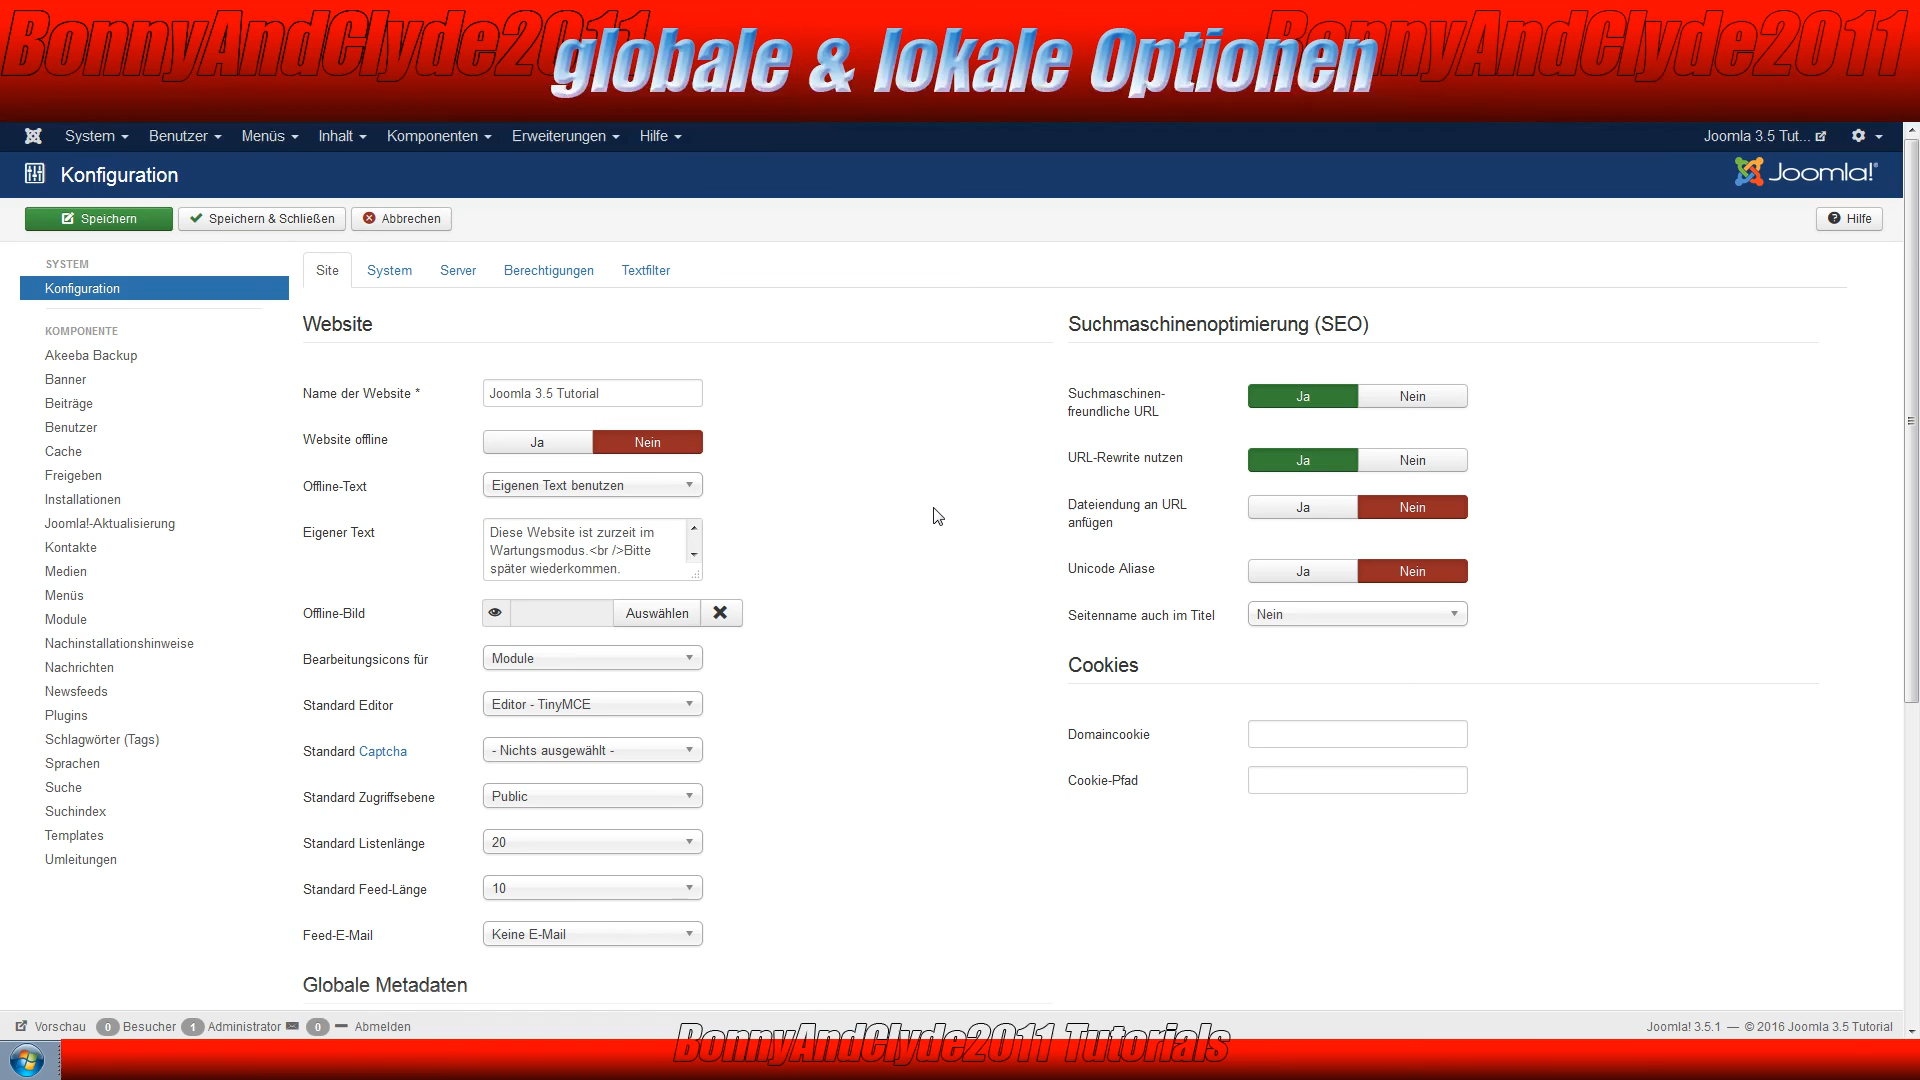 BonnyAndClyde2011
globale & lokale Optionen
BonnyAndClyde2011
System Benutzer Menüs Inhalt Komponenten Erweiterungen Hilfe
Joomla 3.5 Tut...
Konfiguration
Joomla!
Speichern Speichern & Schließen Abbrechen
Hilfe
SYSTEM
Konfiguration
KOMPONENTE
Akeeba Backup
Banner
Beiträge
Benutzer
Cache
Freigeben
Installationen
Joomla!-Aktualisierung
Kontakte
Medien
Menüs
Module
Nachinstallationshinweise
Nachrichten
Newsfeeds
Plugins
Schlagwörter (Tags)
Sprachen
Suche
Suchindex
Templates
Umleitungen
Site System Server Berechtigungen Textfilter
Website
Name der Website * Joomla 3.5 Tutorial
Website offline Ja Nein
Offline-Text Eigenen Text benutzen
Eigener Text Diese Website ist zurzeit im
Wartungsmodus.<br />Bitte
später wiederkommen.
Offline-Bild Auswählen
Bearbeitungsicons für Module
Standard Editor Editor - TinyMCE
Standard Captcha - Nichts ausgewählt -
Standard Zugriffsebene Public
Standard Listenlänge 20
Standard Feed-Länge 10
Feed-E-Mail Keine E-Mail
Globale Metadaten
Suchmaschinenoptimierung (SEO)
Suchmaschinen-
freundliche URL Ja Nein
URL-Rewrite nutzen Ja Nein
Dateiendung an URL
anfügen Ja Nein
Unicode Aliase Ja Nein
Seitenname auch im Titel Nein
Cookies
Domaincookie
Cookie-Pfad
Vorschau 0 Besucher 1 Administrator 0 Abmelden
Joomla! 3.5.1 — © 2016 Joomla 3.5 Tutorial
BonnyAndClyde2011 Tutorials